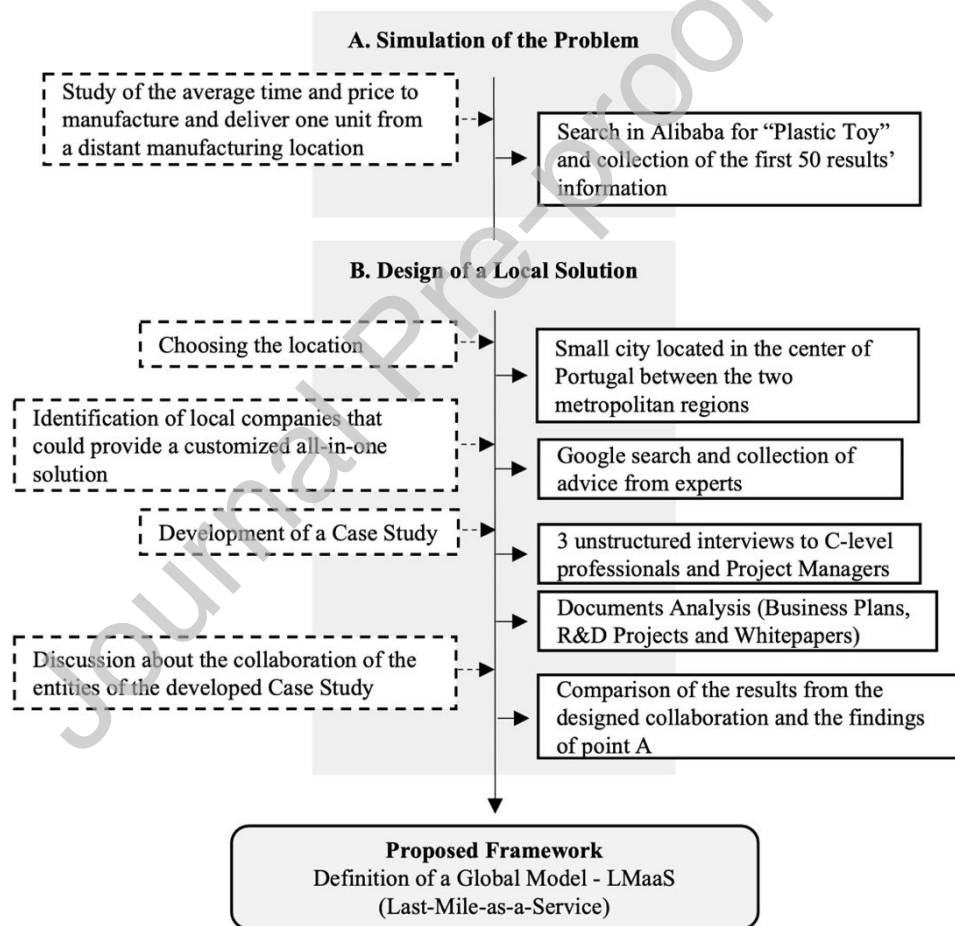 A. Simulation of the Problem
Study of the average time and price to
manufacture and deliver one unit from
a distant manufacturing location
Search in Alibaba for “Plastic Toy”
and collection of the first 50 results’
information
B. Design of a Local Solution
Choosing the location
Small city located in the center of
Portugal between the two
metropolitan regions
Identification of local companies that
could provide a customized all-in-one
solution
Google search and collection of
advice from experts
Development of a Case Study
3 unstructured interviews to C-level
professionals and Project Managers
Documents Analysis (Business Plans,
R&D Projects and Whitepapers)
Discussion about the collaboration of the
entities of the developed Case Study
Comparison of the results from the
designed collaboration and the findings
of point A
Proposed Framework
Definition of a Global Model - LMaaS
(Last-Mile-as-a-Service)
Journal Pre-proof